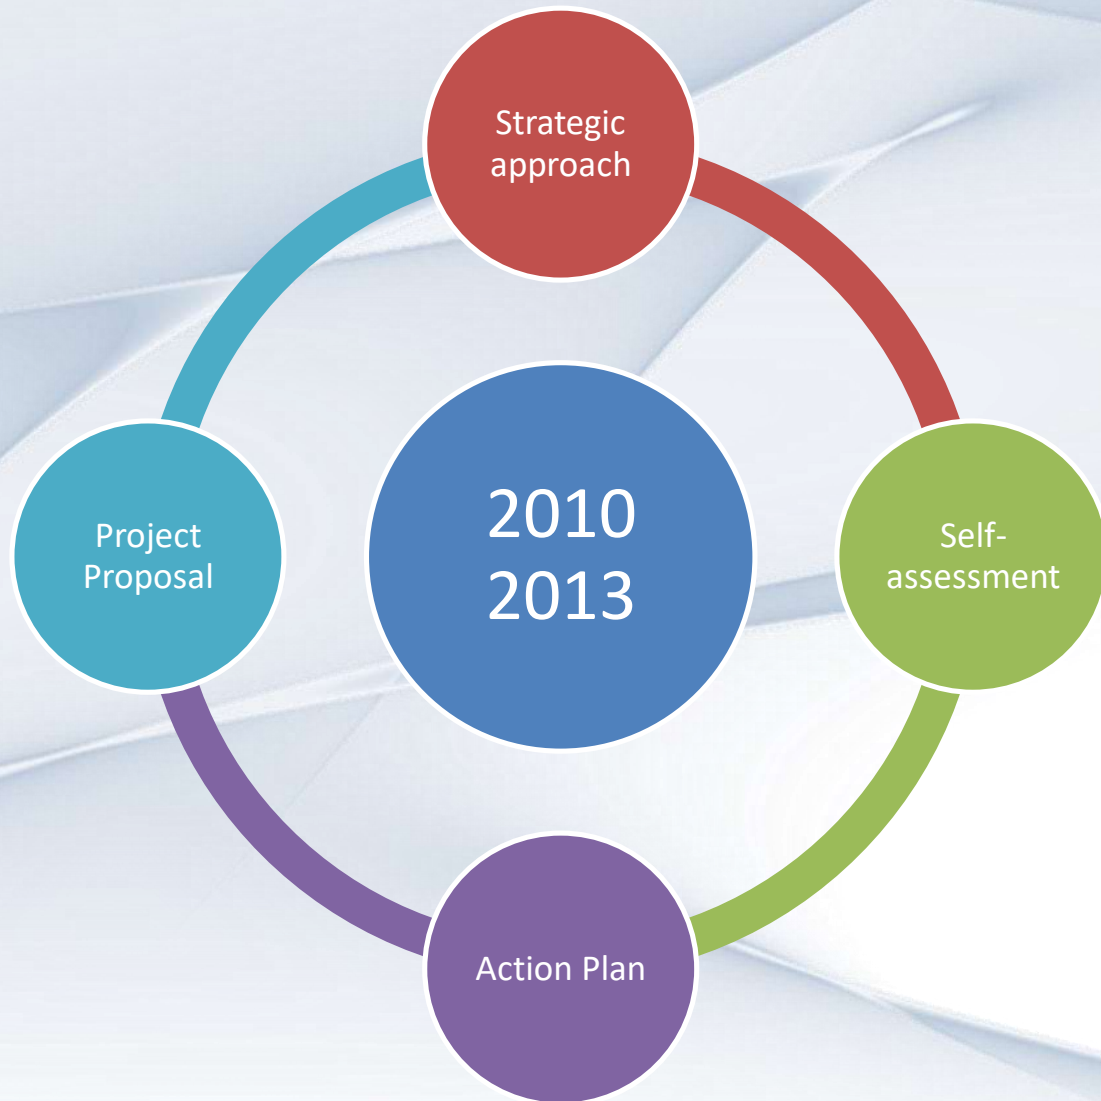 Strategic
approach
Project
Proposal
2010
2013
Self-
assessment
Action Plan